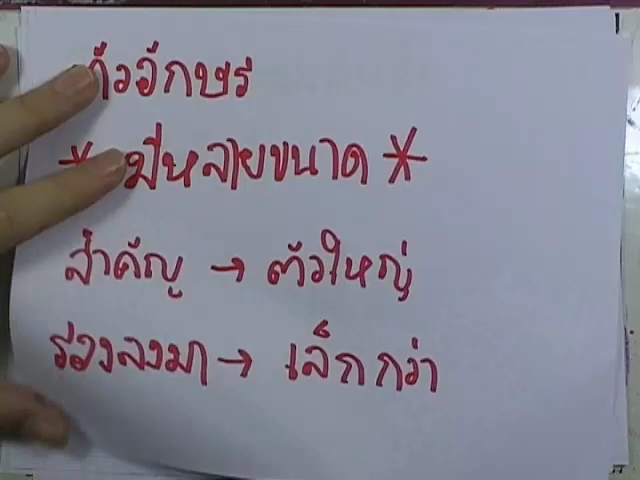 ตัวอักษร
* มีหลายขนาด *
สำคัญ → ตัวใหญ่
รองลงมา → เล็กกว่า